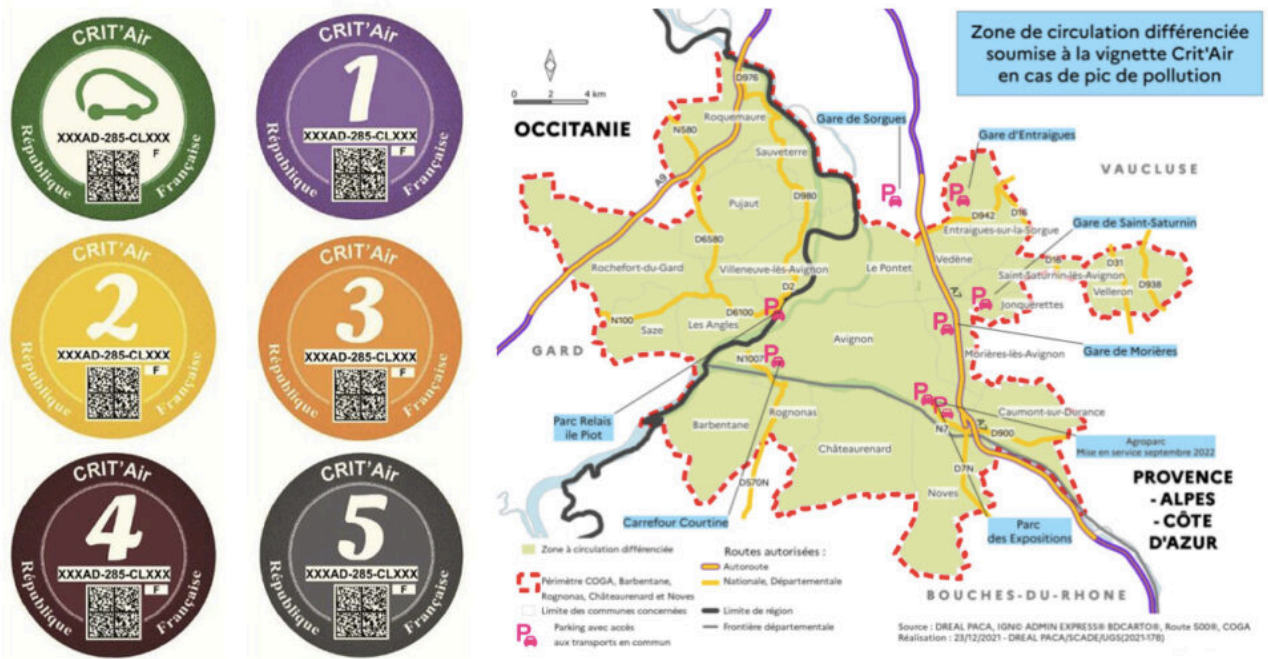 CRIT'Air
XXXAD-285-CLXXX
F
République Française
CRIT'Air
1
XXXAD-285-CLXXX
F
République Française
CRIT'Air
2
XXXAD-285-CLXXX
F
République Française
CRIT'Air
3
XXXAD-285-CLXXX
F
République Française
CRIT'Air
4
XXXAD-285-CLXXX
F
République Française
CRIT'Air
5
XXXAD-285-CLXXX
F
République Française
Zone de circulation différenciée
soumise à la vignette Crit'Air
en cas de pic de pollution
0 2 4 km
OCCITANIE
D976
Roquemaure
N580
Sauveterre
A9
Gare de Sorgues
Gare d'Entraigues
VAUCLUSE
Pujaut
D980
D942
D16
Entraigues-sur-la-Sorgue
Gare de Saint-Saturnin
D6580
Rochefort-du-Gard
Villeneuve-lès-Avignon
Le Pontet
Vedène
D16
D31
Saint-Saturnin-lès-Avignon
Velleron
D938
D2
Jonquerettes
N100
Saze
Les Angles
D6100
Avignon
GARD
N1007
Morières-lès-Avignon
Gare de Morières
Parc Relais
ile Piot
Barbentane
Rognonas
Caumont-sur-Durance
N7
D900
Châteaurenard
Agroparc
Mise en service septembre 2022
D7N
D570N
Noves
PROVENCE
- ALPES
- CÔTE
D'AZUR
Carrefour Courtine
Parc
des Expositions
BOUCHES-DU-RHONE
Zone à circulation différenciée
Périmètre COGA, Barbentane,
Rognonas, Châteaurenard et Noves
Limite des communes concernées
Parking avec accès
aux transports en commun
Routes autorisées :
Autoroute
Nationale, Départementale
Limite de région
Frontière départementale
Source : DREAL PACA, IGN© ADMIN EXPRESS® BDCARTO®, Route 500®, COGA
Réalisation : 23/12/2021 - DREAL PACA/SCADE/UGS(2021-178)